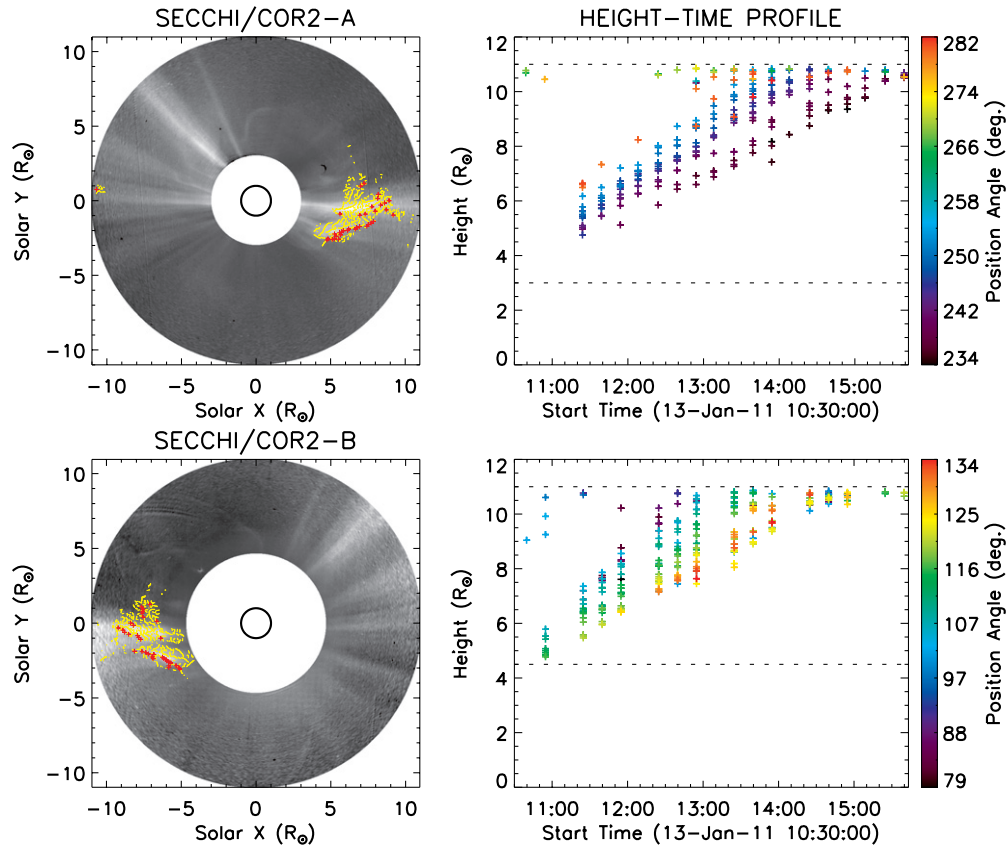 SECCHI/COR2-A
HEIGHT-TIME PROFILE
10
5
0
−5
−10
Solar Y (R☉)
−10 −5 0 5 10
Solar X (R☉)
12
10
8
6
4
2
0
Height (R☉)
11:00 12:00 13:00 14:00 15:00
Start Time (13-Jan-11 10:30:00)
282
274
266
258
250
242
234
Position Angle (deg.)
SECCHI/COR2-B
10
5
0
−5
−10
Solar Y (R☉)
−10 −5 0 5 10
Solar X (R☉)
12
10
8
6
4
2
0
Height (R☉)
11:00 12:00 13:00 14:00 15:00
Start Time (13-Jan-11 10:30:00)
134
125
116
107
97
88
79
Position Angle (deg.)